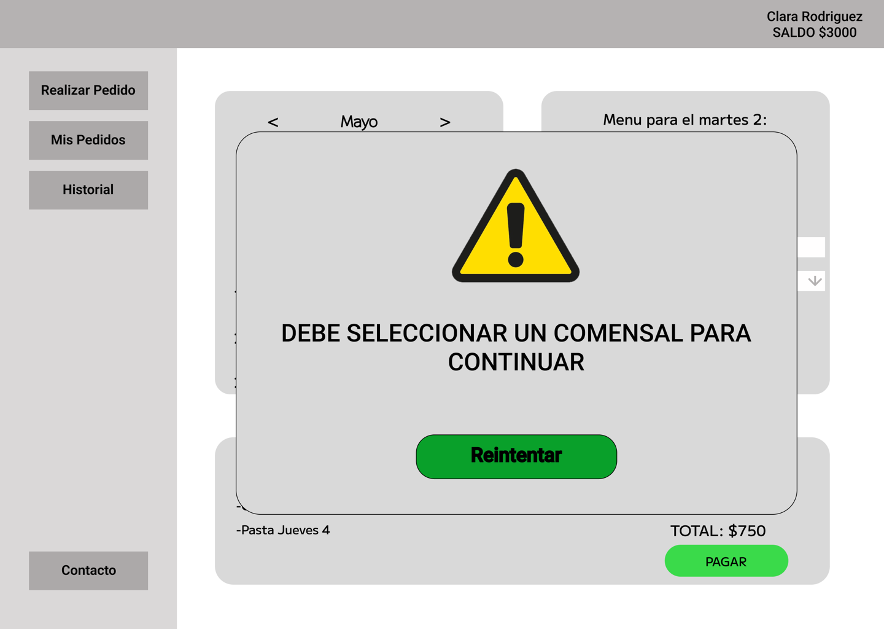 Clara Rodriguez
SALDO $3000
Realizar Pedido
Mis Pedidos
Historial
Contacto
< Mayo >
Menu para el martes 2:
DEBE SELECCIONAR UN COMENSAL PARA
CONTINUAR
Reintentar
-Pasta Jueves 4
TOTAL: $750
PAGAR